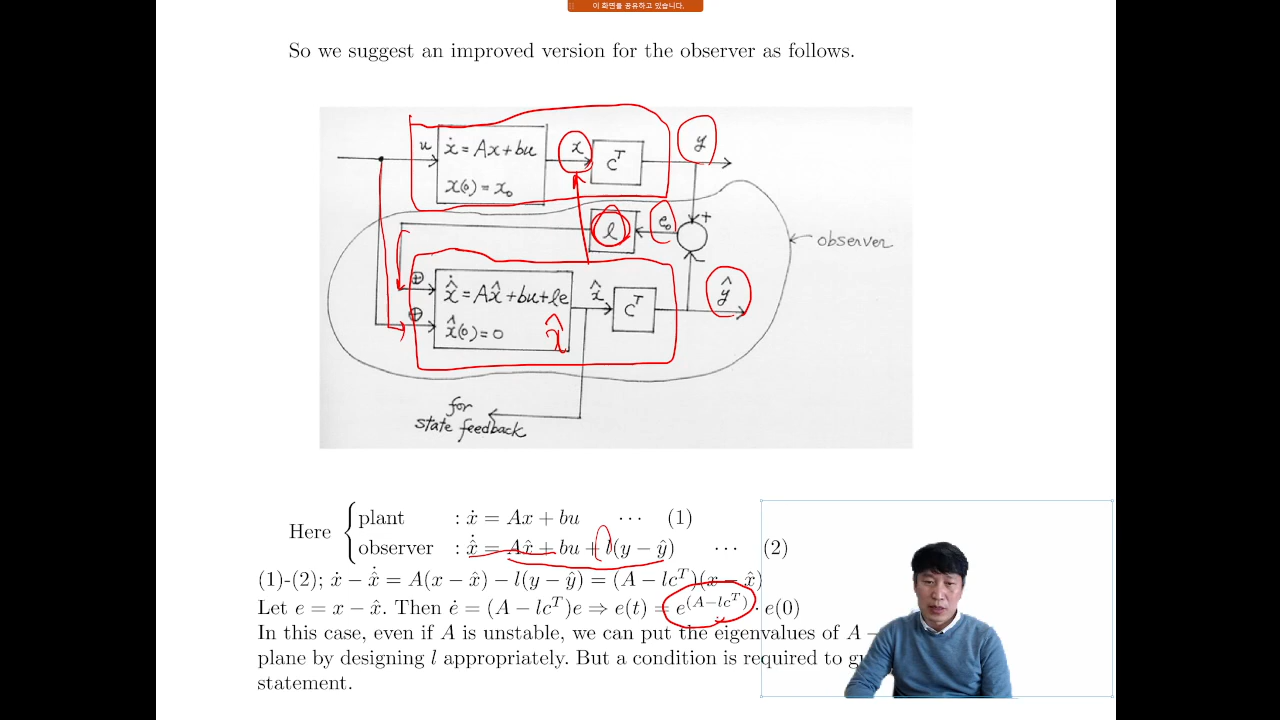 이 화면을 공유하고 있습니다.
So we suggest an improved version for the observer as follows.
u ẋ = Ax + bu x cᵀ y
x(0) = x₀
+
l e₀
−
observer
⊕ x̂̇ = Ax̂ + bu + le x̂ cᵀ ŷ
⊕ x̂(0) = 0 x̂
for
state feedback
Here { plant : ẋ = Ax + bu ⋯ (1)
observer : x̂̇ = Ax̂ + bu + l(y − ŷ) ⋯ (2)
(1)-(2); ẋ − x̂̇ = A(x − x̂) − l(y − ŷ) = (A − lcᵀ)(x − x̂)
Let e = x − x̂. Then ė = (A − lcᵀ)e ⇒ e(t) = e^{(A−lcᵀ)} · e(0)
In this case, even if A is unstable, we can put the eigenvalues of A −
plane by designing l appropriately. But a condition is required to
statement.